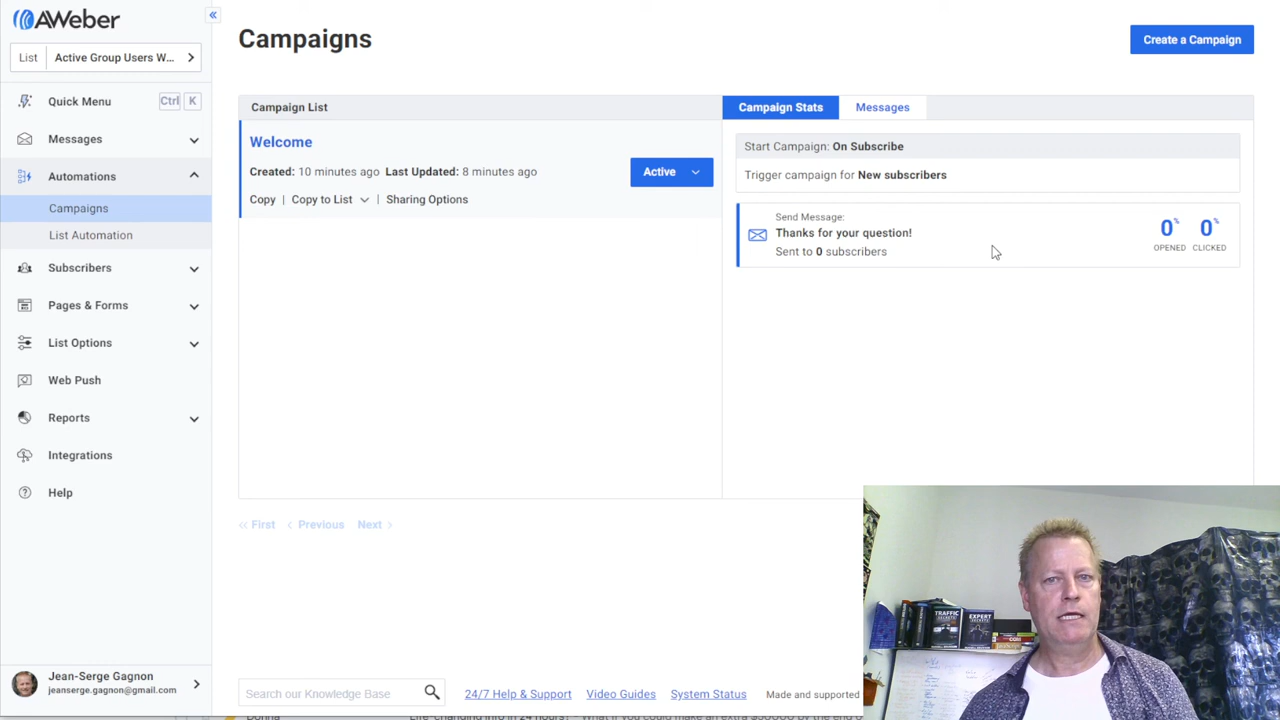 AWeber
«
Campaigns
Create a Campaign
List Active Group Users W...
Quick Menu Ctrl K
Messages
Automations
Campaigns
List Automation
Subscribers
Pages & Forms
List Options
Web Push
Reports
Integrations
Help
Campaign List
Welcome
Created: 10 minutes ago Last Updated: 8 minutes ago
Active
Copy | Copy to List | Sharing Options
Campaign Stats Messages
Start Campaign: On Subscribe
Trigger campaign for New subscribers
Send Message:
Thanks for your question!
Sent to 0 subscribers
0% 0%
OPENED CLICKED
First Previous Next
Jean-Serge Gagnon
jeanserge.gagnon@gmail.com
Search our Knowledge Base
24/7 Help & Support Video Guides System Status Made and supported
TRAFFIC SECRETS
EXPERT SECRETS
Donna